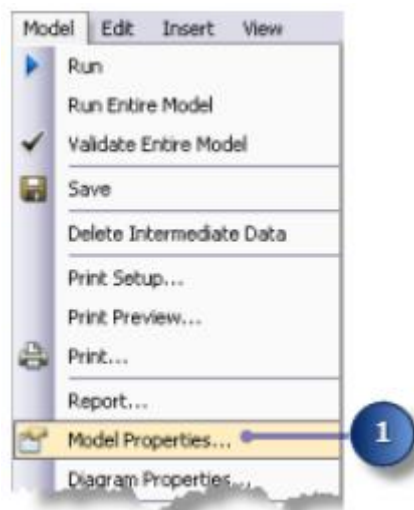 Model Edit Insert View
Run
Run Entire Model
Validate Entire Model
Save
Delete Intermediate Data
Print Setup...
Print Preview...
Print...
Report...
Model Properties...
1
Diagram Properties...